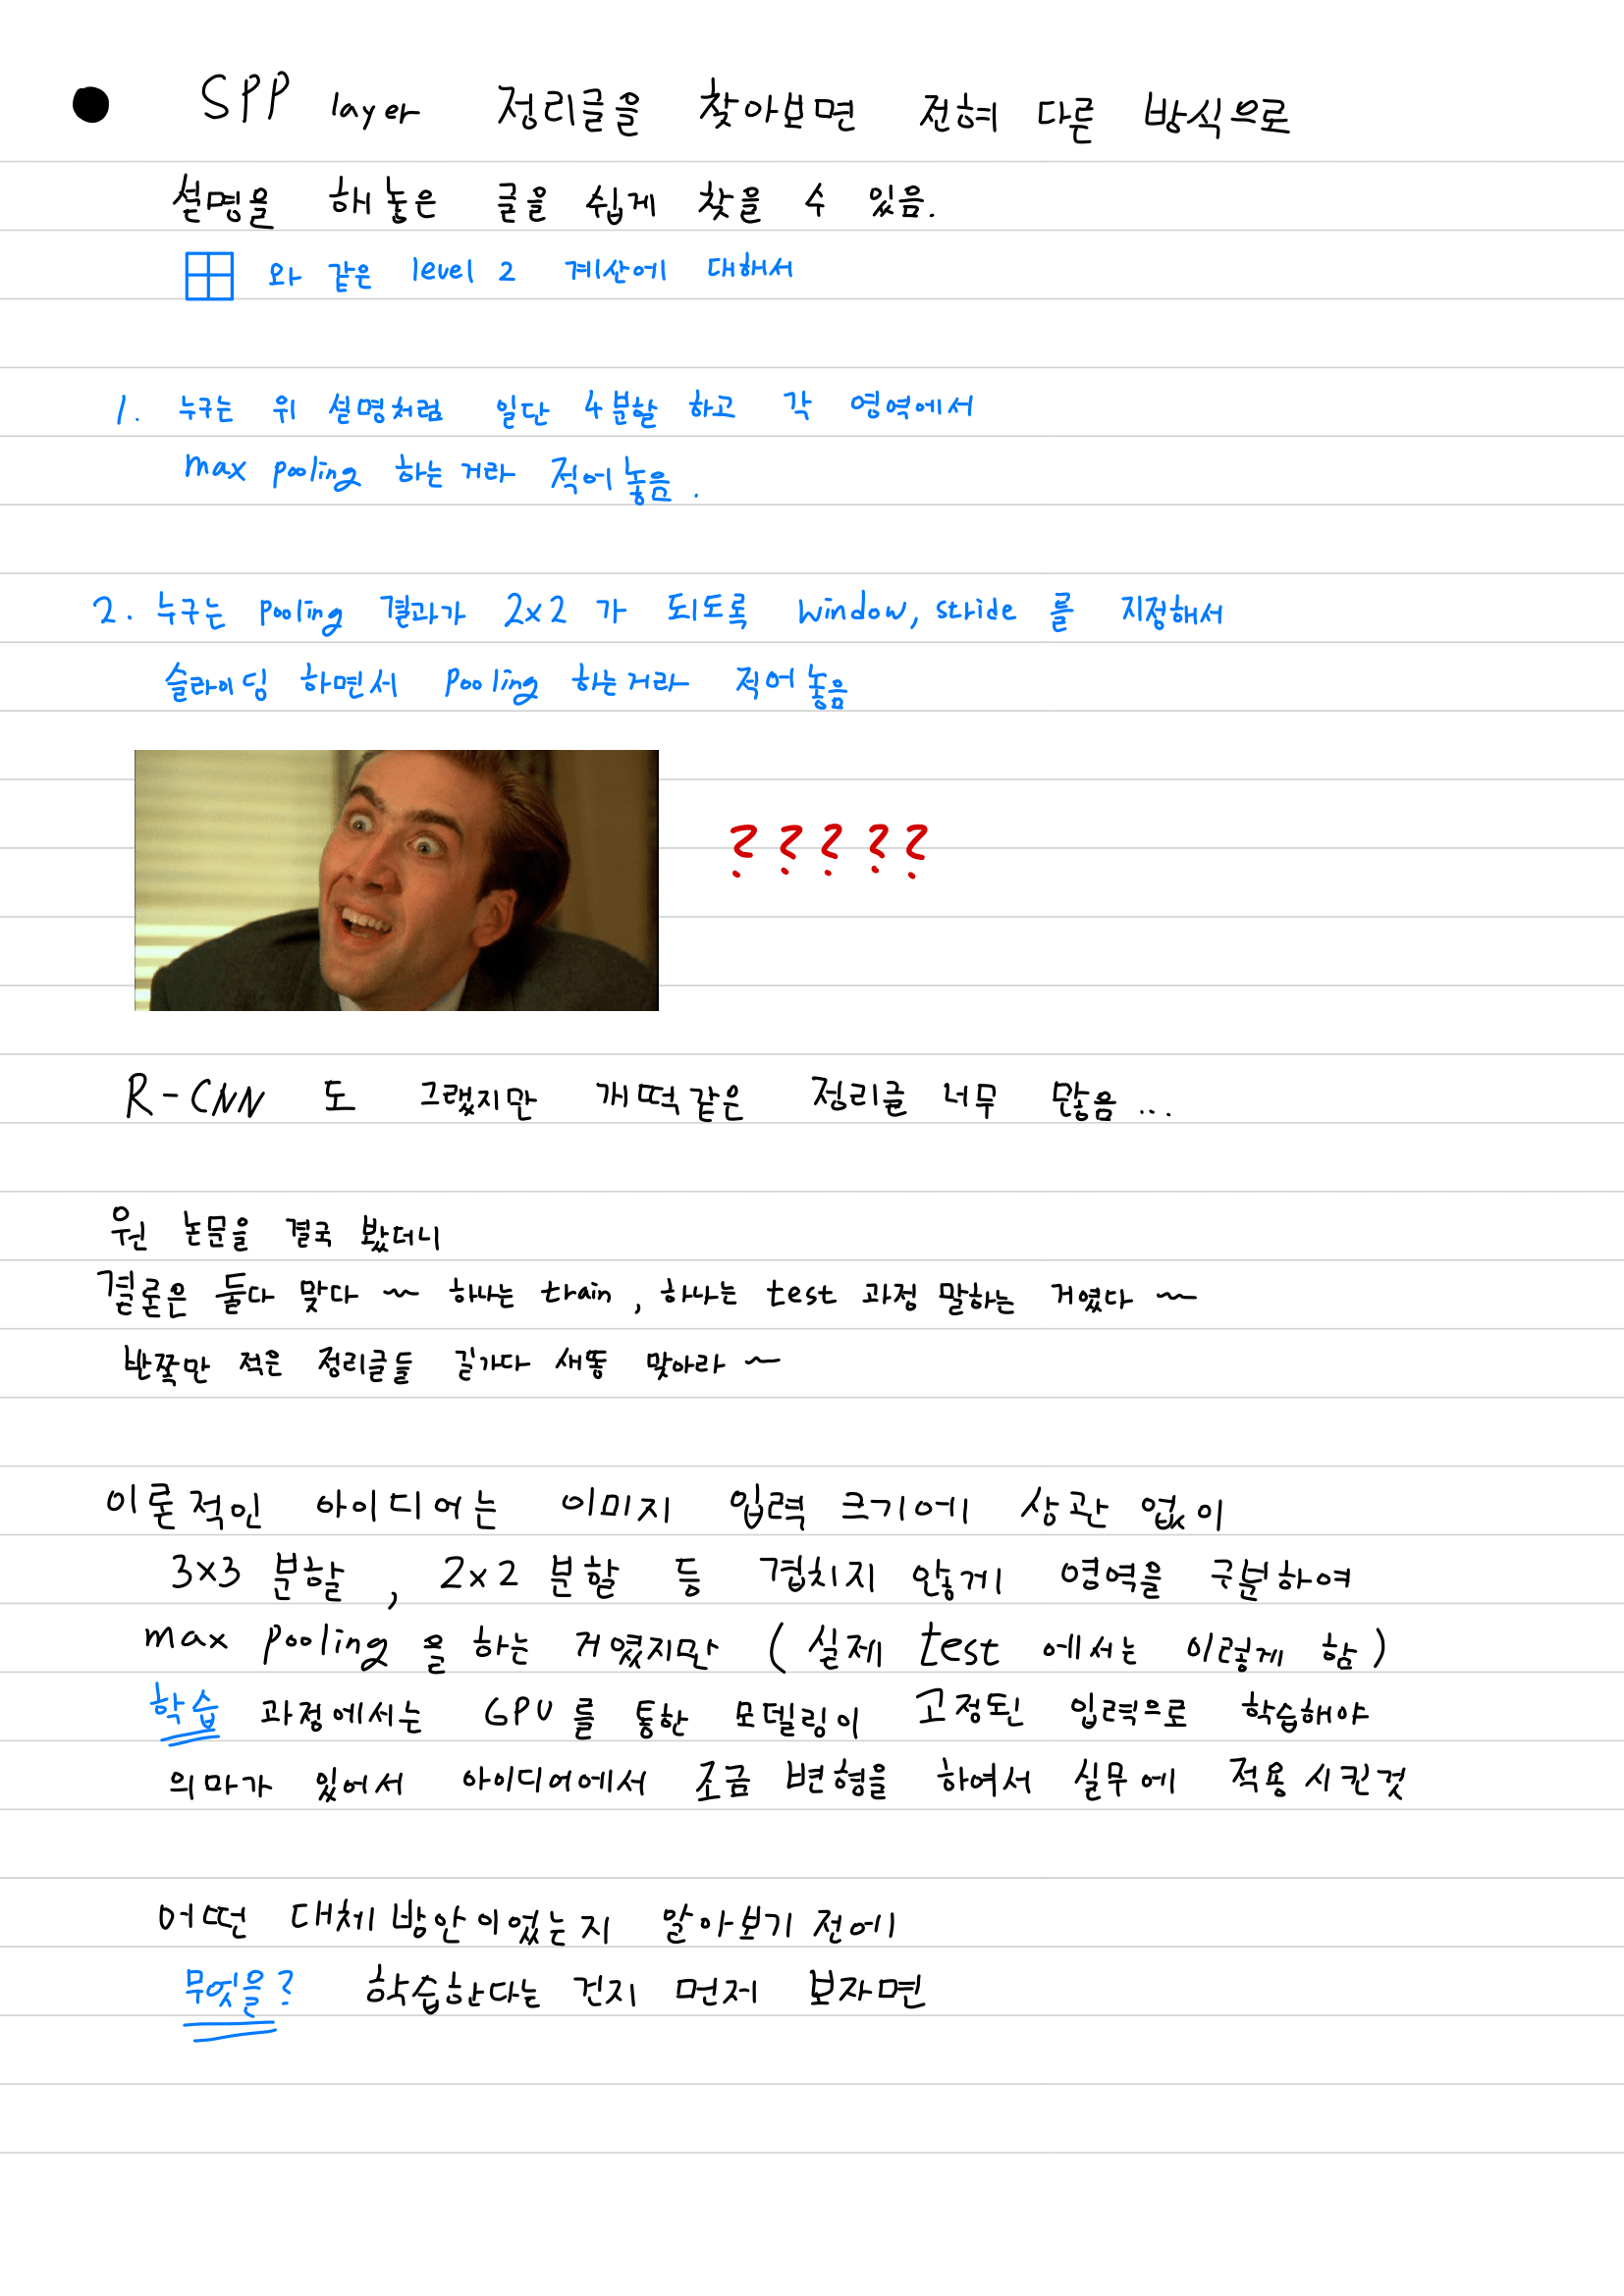 ● SPP layer 정리글을 찾아보면 전혀 다른 방식으로
설명을 해놓은 글을 쉽게 찾을 수 있음.
와 같은 level 2 계산에 대해서
1. 누구는 위 설명처럼 일단 4분할 하고 각 영역에서
max pooling 하는거라 적어놓음.
2. 누구는 pooling 결과가 2x2 가 되도록 window, stride 를 지정해서
슬라이딩 하면서 pooling 하는거라 적어놓음
?????
R-CNN 도 그랬지만 개떡같은 정리글 너무 많음...
원 논문을 결국 봤더니
결론은 둘다 맞다 ~ 하나는 train, 하나는 test 과정 말하는 거였다 ~
반쪽만 적은 정리글들 길가다 새똥 맞아라 ~
이론적인 아이디어는 이미지 입력 크기에 상관 없이
3x3 분할, 2x2 분할 등 겹치지 않게 영역을 구분하여
max pooling 을 하는 거였지만 (실제 test 에서는 이렇게 함)
학습 과정에서는 GPU를 통한 모델링이 고정된 입력으로 학습해야
의마가 있어서 아이디어에서 조금 변형을 하여서 실무에 적용시킨것
어떤 대체방안이었는지 알아보기 전에
무엇을? 학습한다는 건지 먼저 보자면